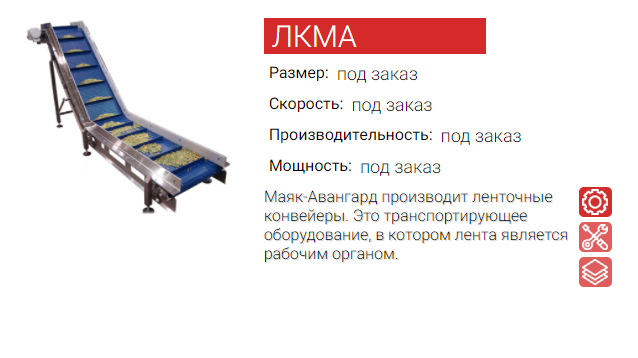 ЛКМА
Размер: под заказ
Скорость: под заказ
Производительность: под заказ
Мощность: под заказ
Маяк-Авангард производит ленточные
конвейеры. Это транспортирующее
оборудование, в котором лента является
рабочим органом.